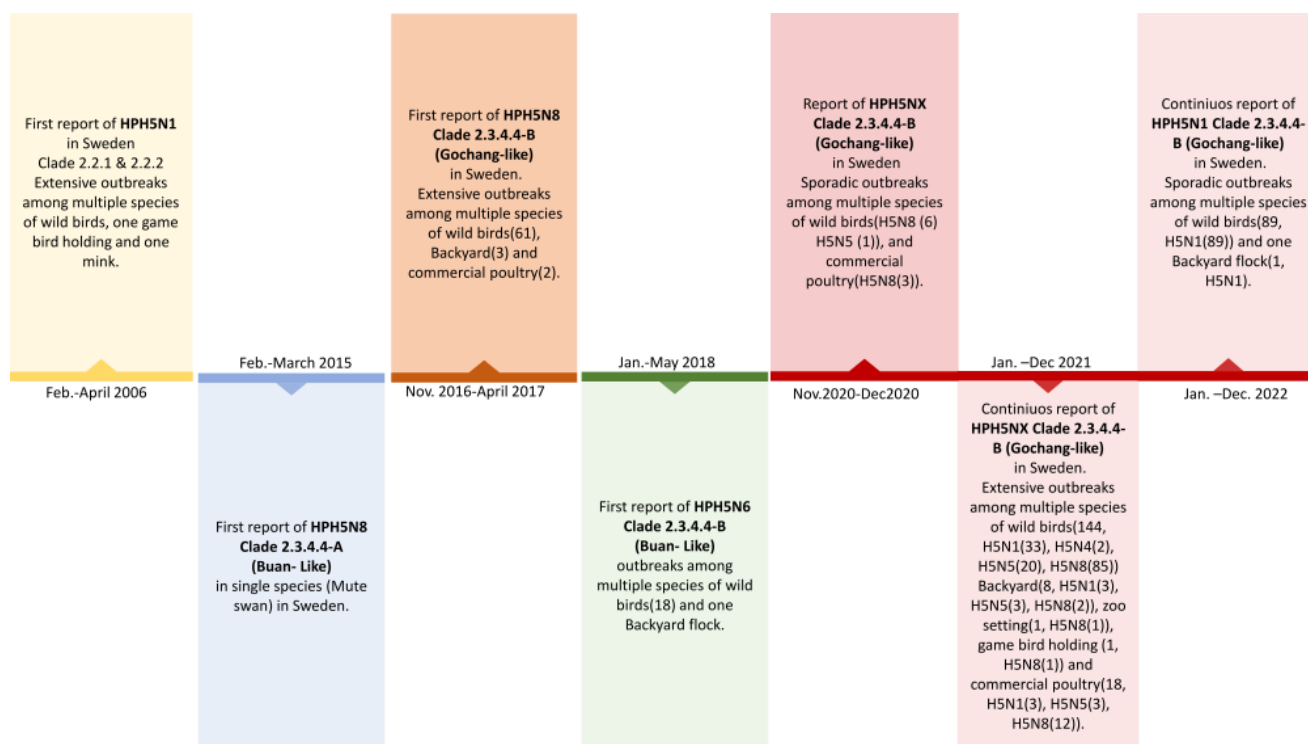 First report of HPH5N1
in Sweden
Clade 2.2.1 & 2.2.2
Extensive outbreaks
among multiple species
of wild birds, one game
bird holding and one
mink.
Feb.-April 2006
Feb.-March 2015
First report of HPH5N8
Clade 2.3.4.4-A
(Buan- Like)
in single species (Mute
swan) in Sweden.
First report of HPH5N8
Clade 2.3.4.4-B
(Gochang-like)
in Sweden.
Extensive outbreaks
among multiple species
of wild birds(61),
Backyard(3) and
commercial poultry(2).
Nov. 2016-April 2017
Jan.-May 2018
First report of HPH5N6
Clade 2.3.4.4-B
(Buan- Like)
outbreaks among
multiple species of wild
birds(18) and one
Backyard flock.
Report of HPH5NX
Clade 2.3.4.4-B
(Gochang-like)
in Sweden
Sporadic outbreaks
among multiple species
of wild birds(H5N8 (6)
H5N5 (1)), and
commercial
poultry(H5N8(3)).
Nov.2020-Dec2020
Jan. –Dec 2021
Continiuos report of
HPH5NX Clade 2.3.4.4-
B (Gochang-like)
in Sweden.
Extensive outbreaks
among multiple species
of wild birds(144,
H5N1(33), H5N4(2),
H5N5(20), H5N8(85))
Backyard(8, H5N1(3),
H5N5(3), H5N8(2)), zoo
setting(1, H5N8(1)),
game bird holding (1,
H5N8(1)) and
commercial poultry(18,
H5N1(3), H5N5(3),
H5N8(12)).
Continiuos report of
HPH5N1 Clade 2.3.4.4-
B (Gochang-like)
in Sweden.
Sporadic outbreaks
among multiple species
of wild birds(89,
H5N1(89)) and one
Backyard flock(1,
H5N1).
Jan. –Dec. 2022